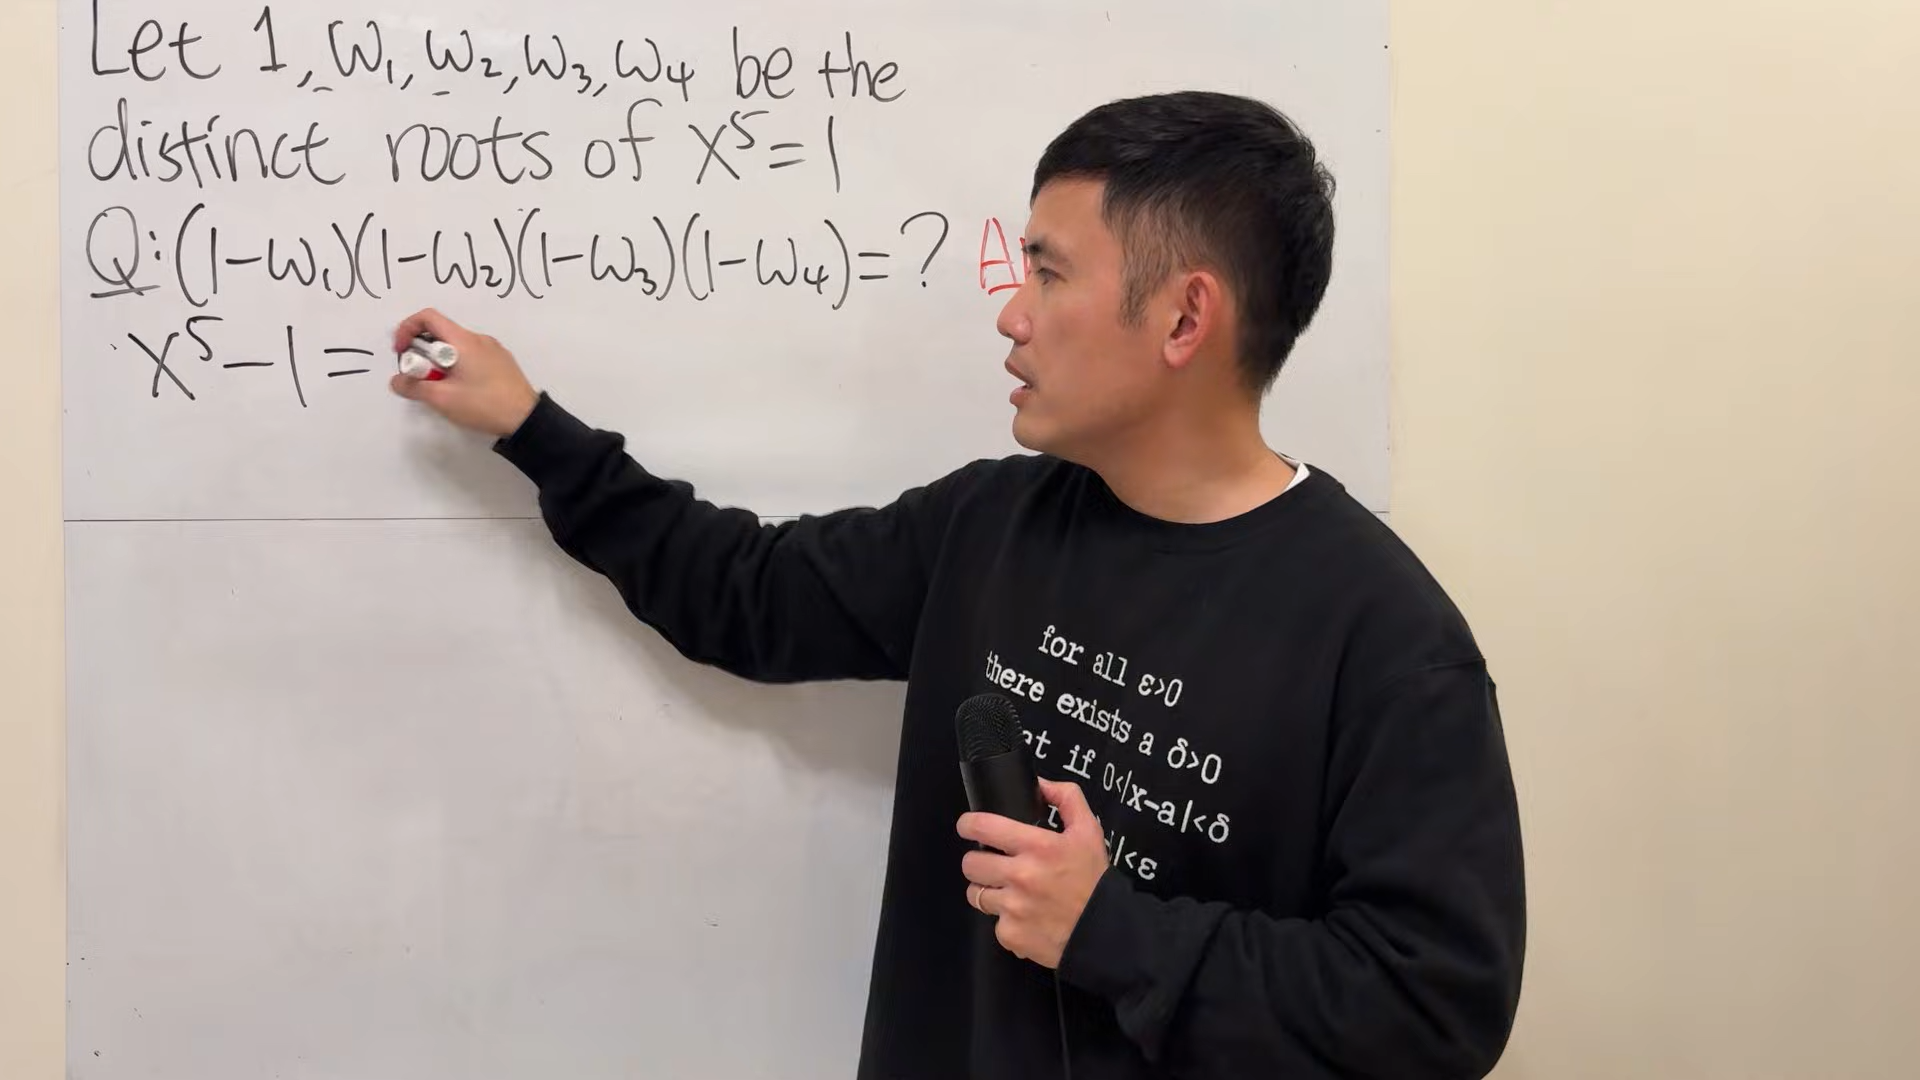 Let 1, ω₁, ω₂, ω₃, ω₄ be the
distinct roots of x⁵=1
Q: (1-ω₁)(1-ω₂)(1-ω₃)(1-ω₄)=?
x⁵-1=
for all ε>0
there exists a δ>0
if 0<|x-a|<δ
|<ε